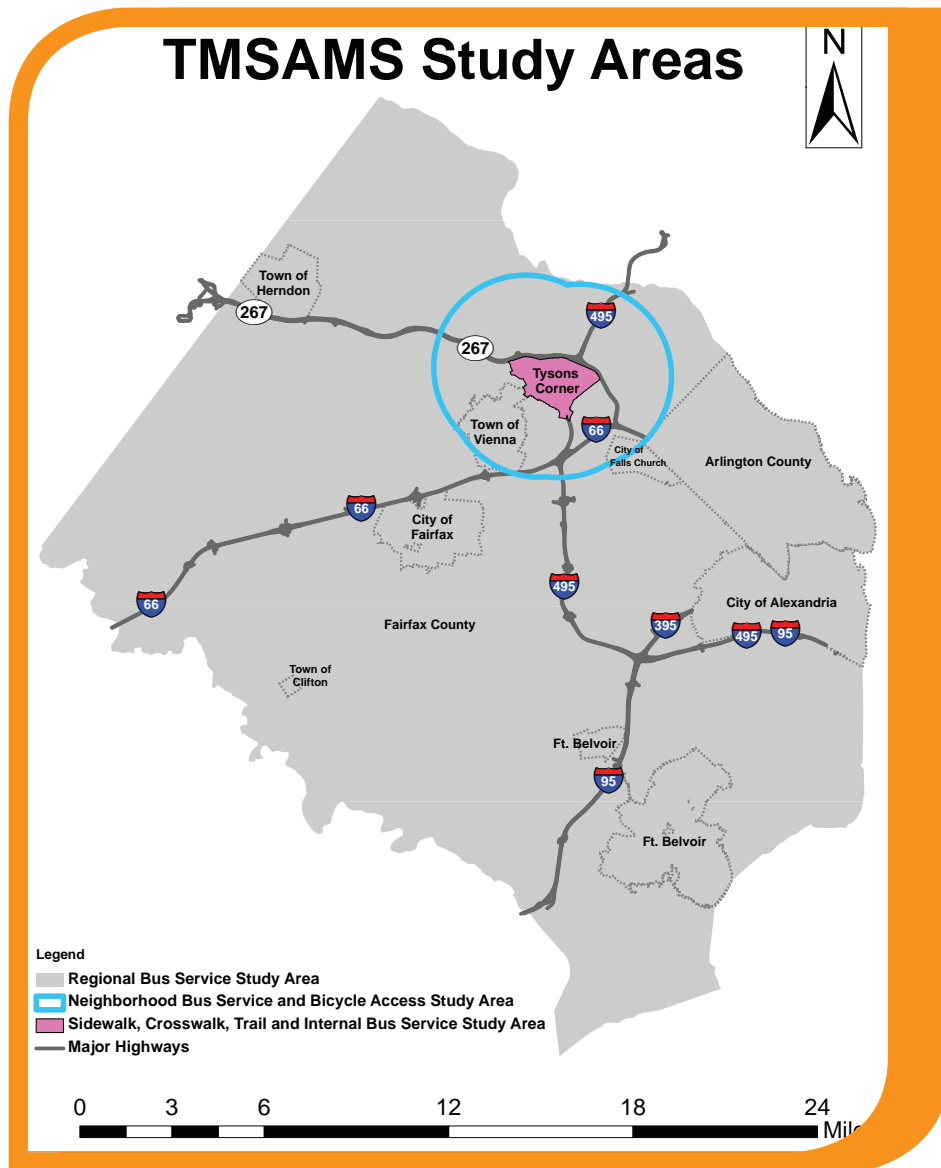 TMSAMS Study Areas
N
Town of
Herndon
267
495
267
Tysons
Corner
Town of
Vienna
66
City of
Falls Church
Arlington County
66
City of
Fairfax
495
66
City of Alexandria
Fairfax County
395
495
95
Town of
Clifton
Ft. Belvoir
95
Ft. Belvoir
Legend
Regional Bus Service Study Area
Neighborhood Bus Service and Bicycle Access Study Area
Sidewalk, Crosswalk, Trail and Internal Bus Service Study Area
Major Highways
0 3 6 12 18 24